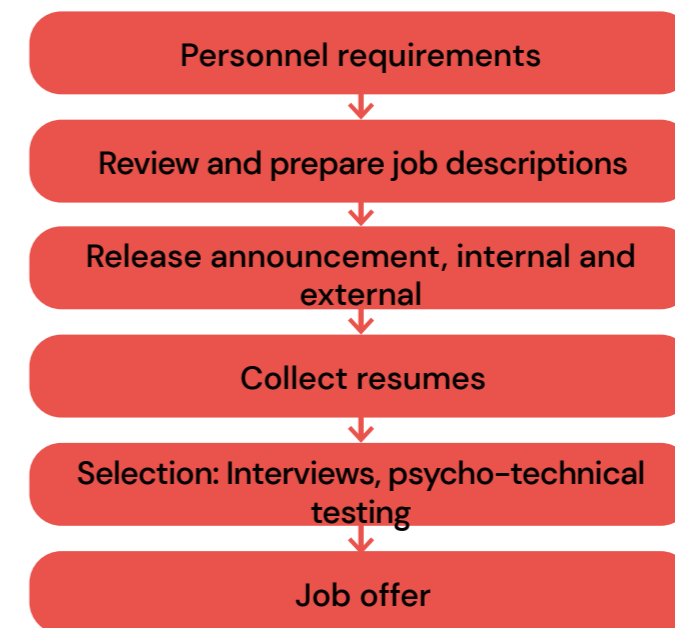 Personnel requirements
Review and prepare job descriptions
Release announcement, internal and
external
Collect resumes
Selection: Interviews, psycho-technical
testing
Job offer